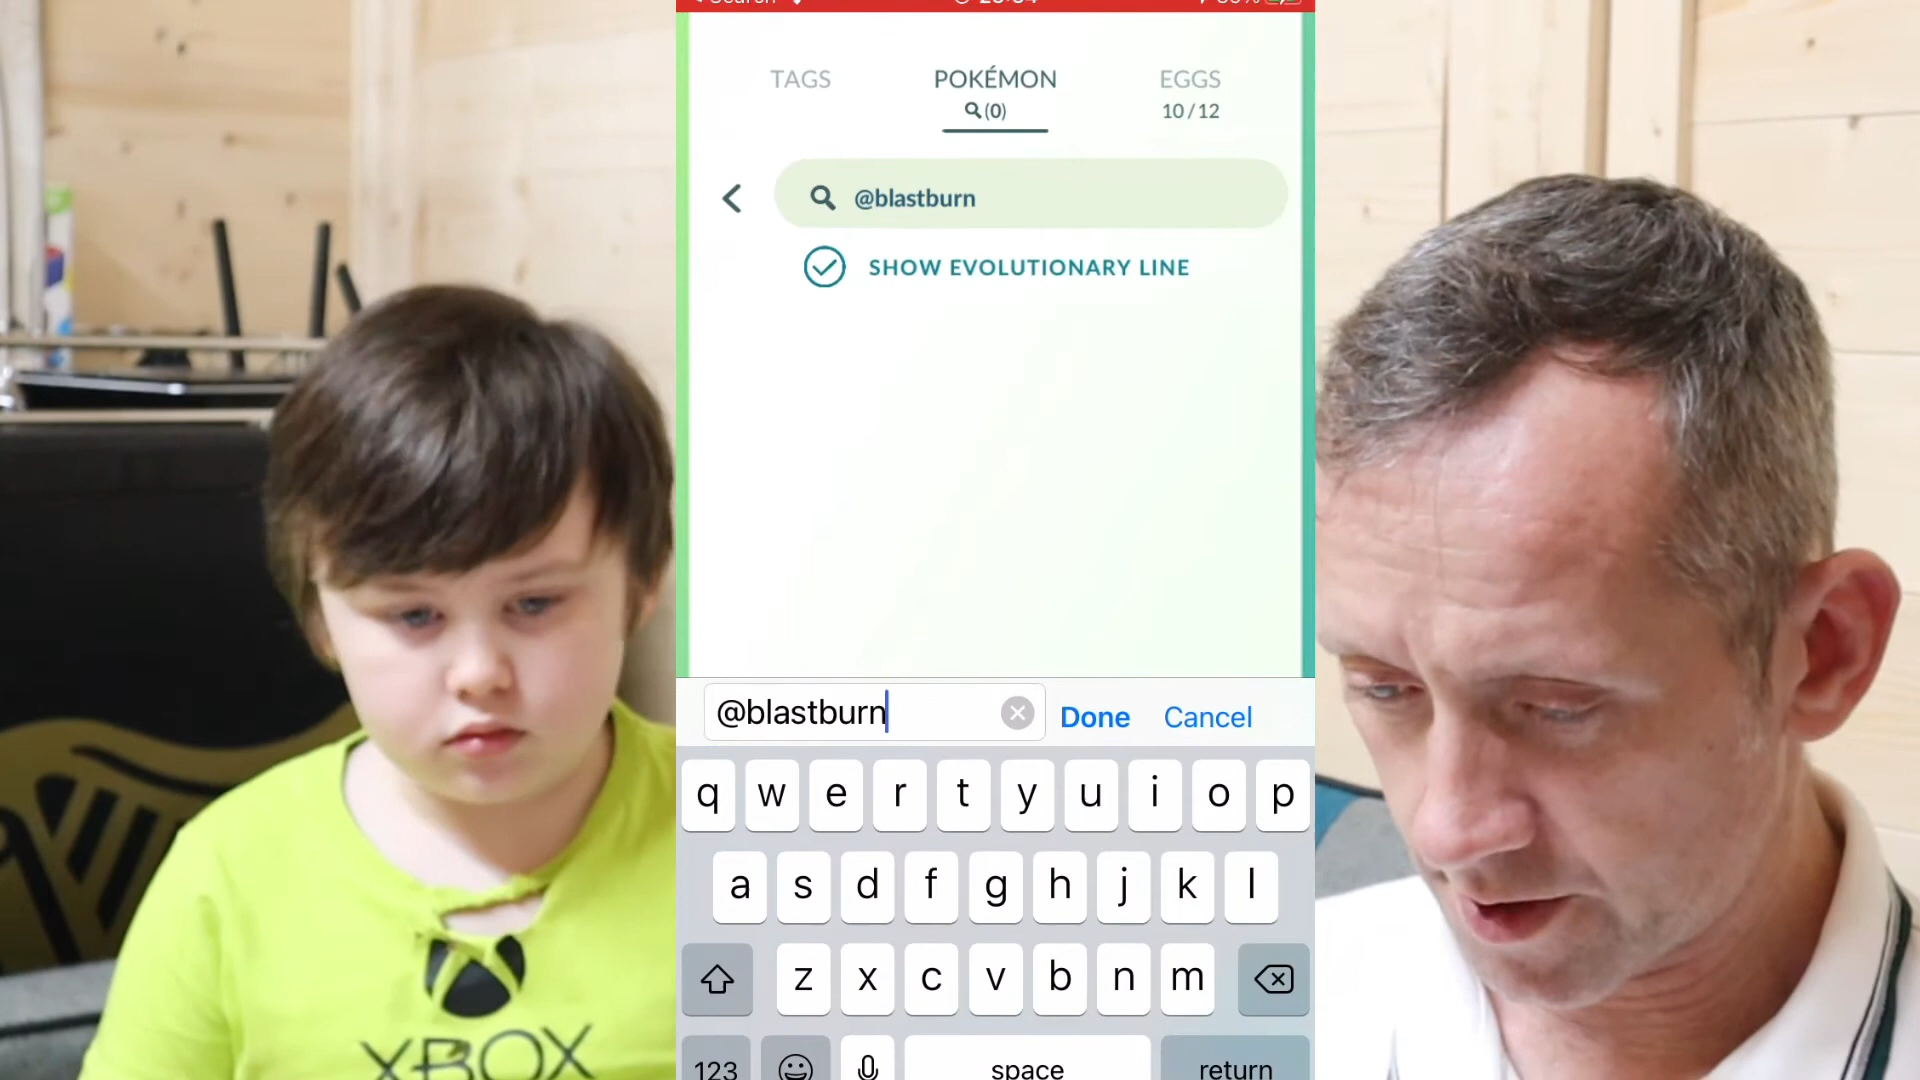 TAGS
POKÉMON
EGGS
(0)
10 / 12
@blastburn
SHOW EVOLUTIONARY LINE
@blastburn
Done
Cancel
q w e r t y u i o p
a s d f g h j k l
z x c v b n m
123
space
return
XBOX